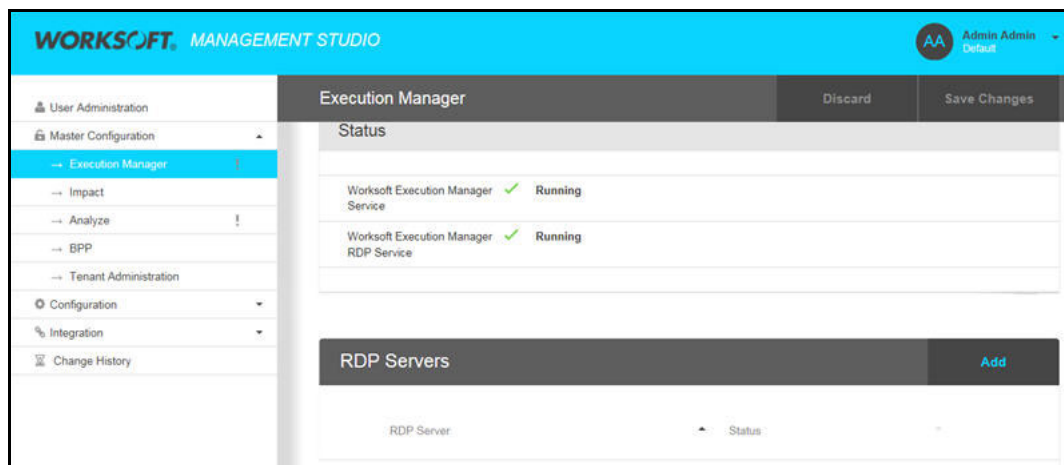 WORKSOFT. MANAGEMENT STUDIO
AA
Admin Admin
Default
User Administration
Master Configuration
→ Execution Manager !
→ Impact
→ Analyze !
→ BPP
→ Tenant Administration
Configuration
Integration
Change History
Execution Manager
Discard
Save Changes
Status
Worksoft Execution Manager
Service
Running
Worksoft Execution Manager
RDP Service
Running
RDP Servers
Add
RDP Server
Status